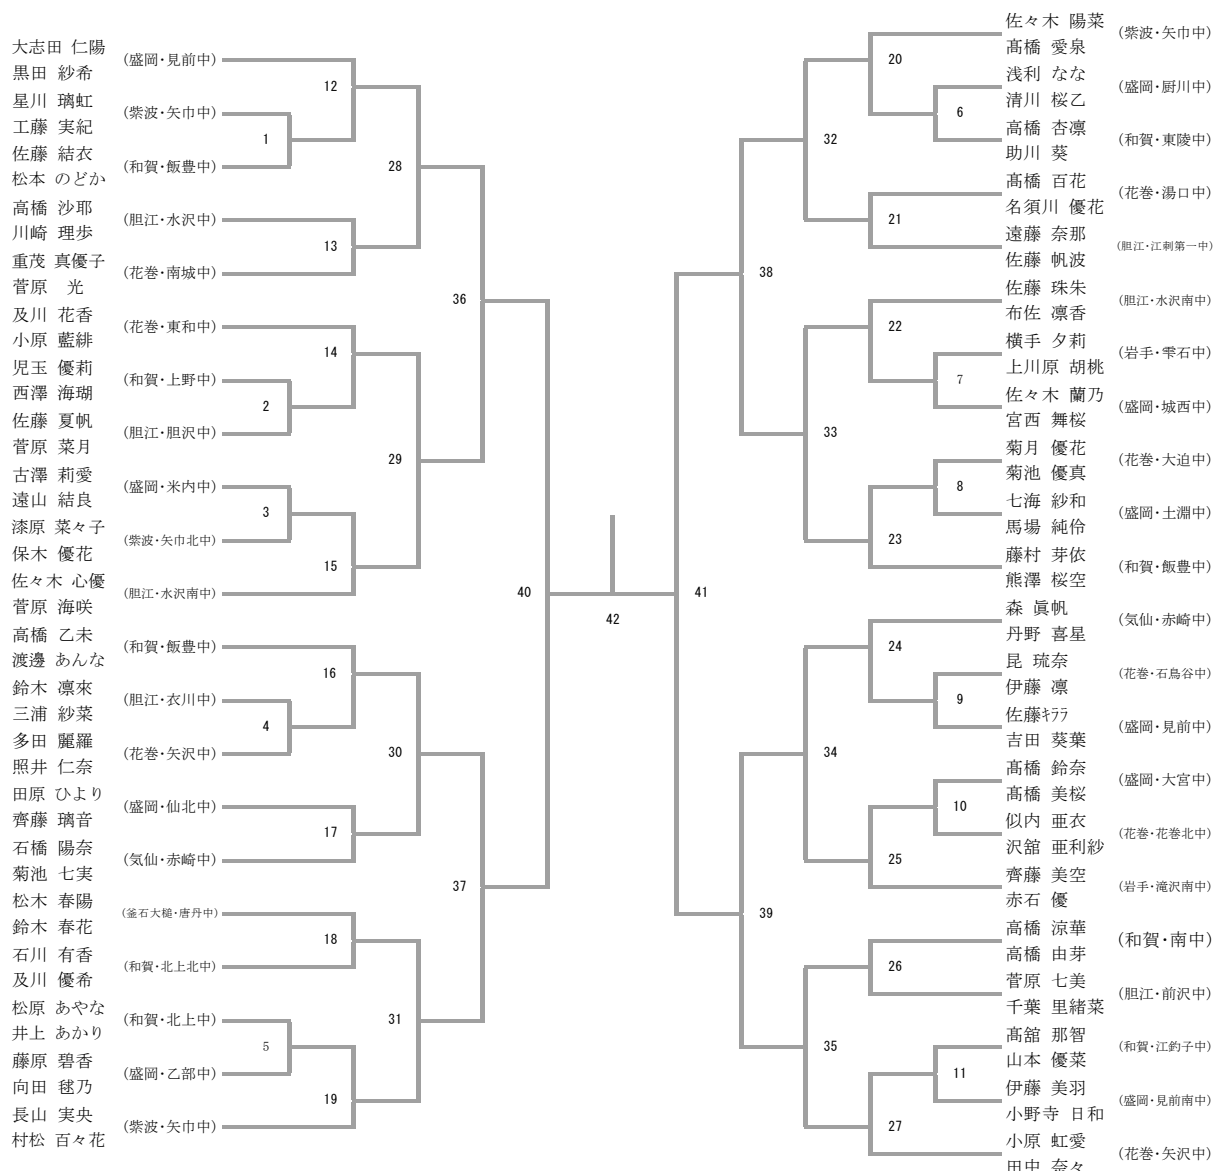 大志田 仁陽
黒田 紗希
(盛岡・見前中)
星川 璃虹
工藤 実紀
(紫波・矢巾中)
佐藤 結衣
松本 のどか
(和賀・飯豊中)
高橋 沙耶
川崎 理歩
(胆江・水沢中)
重茂 真優子
菅原 光
(花巻・南城中)
及川 花香
小原 藍緋
(花巻・東和中)
児玉 優莉
西澤 海瑚
(和賀・上野中)
佐藤 夏帆
菅原 菜月
(胆江・胆沢中)
古澤 莉愛
遠山 結良
(盛岡・米内中)
漆原 菜々子
保木 優花
(紫波・矢巾北中)
佐々木 心優
菅原 海咲
(胆江・水沢南中)
高橋 乙未
渡邊 あんな
(和賀・飯豊中)
鈴木 凛來
三浦 紗菜
(胆江・衣川中)
多田 麗羅
照井 仁奈
(花巻・矢沢中)
田原 ひより
齊藤 璃音
(盛岡・仙北中)
石橋 陽奈
菊池 七実
(気仙・赤崎中)
松木 春陽
鈴木 春花
(釜石大槌・唐丹中)
石川 有香
及川 優希
(和賀・北上北中)
松原 あやな
井上 あかり
(和賀・北上中)
藤原 碧香
向田 毬乃
(盛岡・乙部中)
長山 実央
村松 百々花
(紫波・矢巾中)
1
2
3
4
5
12
13
14
15
16
17
18
19
28
29
30
31
36
37
40
42
41
38
39
32
33
34
35
20
21
22
23
24
25
26
27
6
7
8
9
10
11
佐々木 陽菜
髙橋 愛泉
(紫波・矢巾中)
浅利 なな
清川 桜乙
(盛岡・厨川中)
高橋 杏凛
助川 葵
(和賀・東陵中)
髙橋 百花
名須川 優花
(花巻・湯口中)
遠藤 奈那
佐藤 帆波
(胆江・江刺第一中)
佐藤 珠朱
布佐 凛香
(胆江・水沢南中)
横手 夕莉
上川原 胡桃
(岩手・雫石中)
佐々木 蘭乃
宮西 舞桜
(盛岡・城西中)
菊月 優花
菊池 優真
(花巻・大迫中)
七海 紗和
馬場 純伶
(盛岡・土淵中)
藤村 芽依
熊澤 桜空
(和賀・飯豊中)
森 眞帆
丹野 喜星
(気仙・赤崎中)
昆 琉奈
伊藤 凛
(花巻・石鳥谷中)
佐藤ｷﾗﾗ
吉田 葵葉
(盛岡・見前中)
髙橋 鈴奈
髙橋 美桜
(盛岡・大宮中)
似内 亜衣
沢舘 亜利紗
(花巻・花巻北中)
齊藤 美空
赤石 優
(岩手・滝沢南中)
高橋 涼華
高橋 由芽
(和賀・南中)
菅原 七美
千葉 里緒菜
(胆江・前沢中)
髙舘 那智
山本 優菜
(和賀・江釣子中)
伊藤 美羽
小野寺 日和
(盛岡・見前南中)
小原 虹愛
田中 奈々
(花巻・矢沢中)